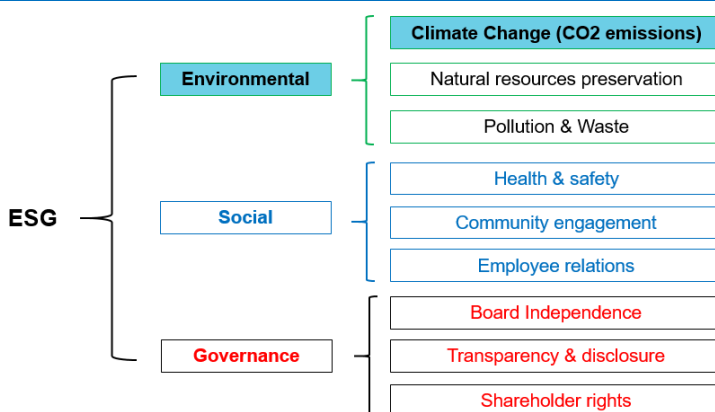 ESG
Environmental
Climate Change (CO2 emissions)
Natural resources preservation
Pollution & Waste
Social
Health & safety
Community engagement
Employee relations
Governance
Board Independence
Transparency & disclosure
Shareholder rights